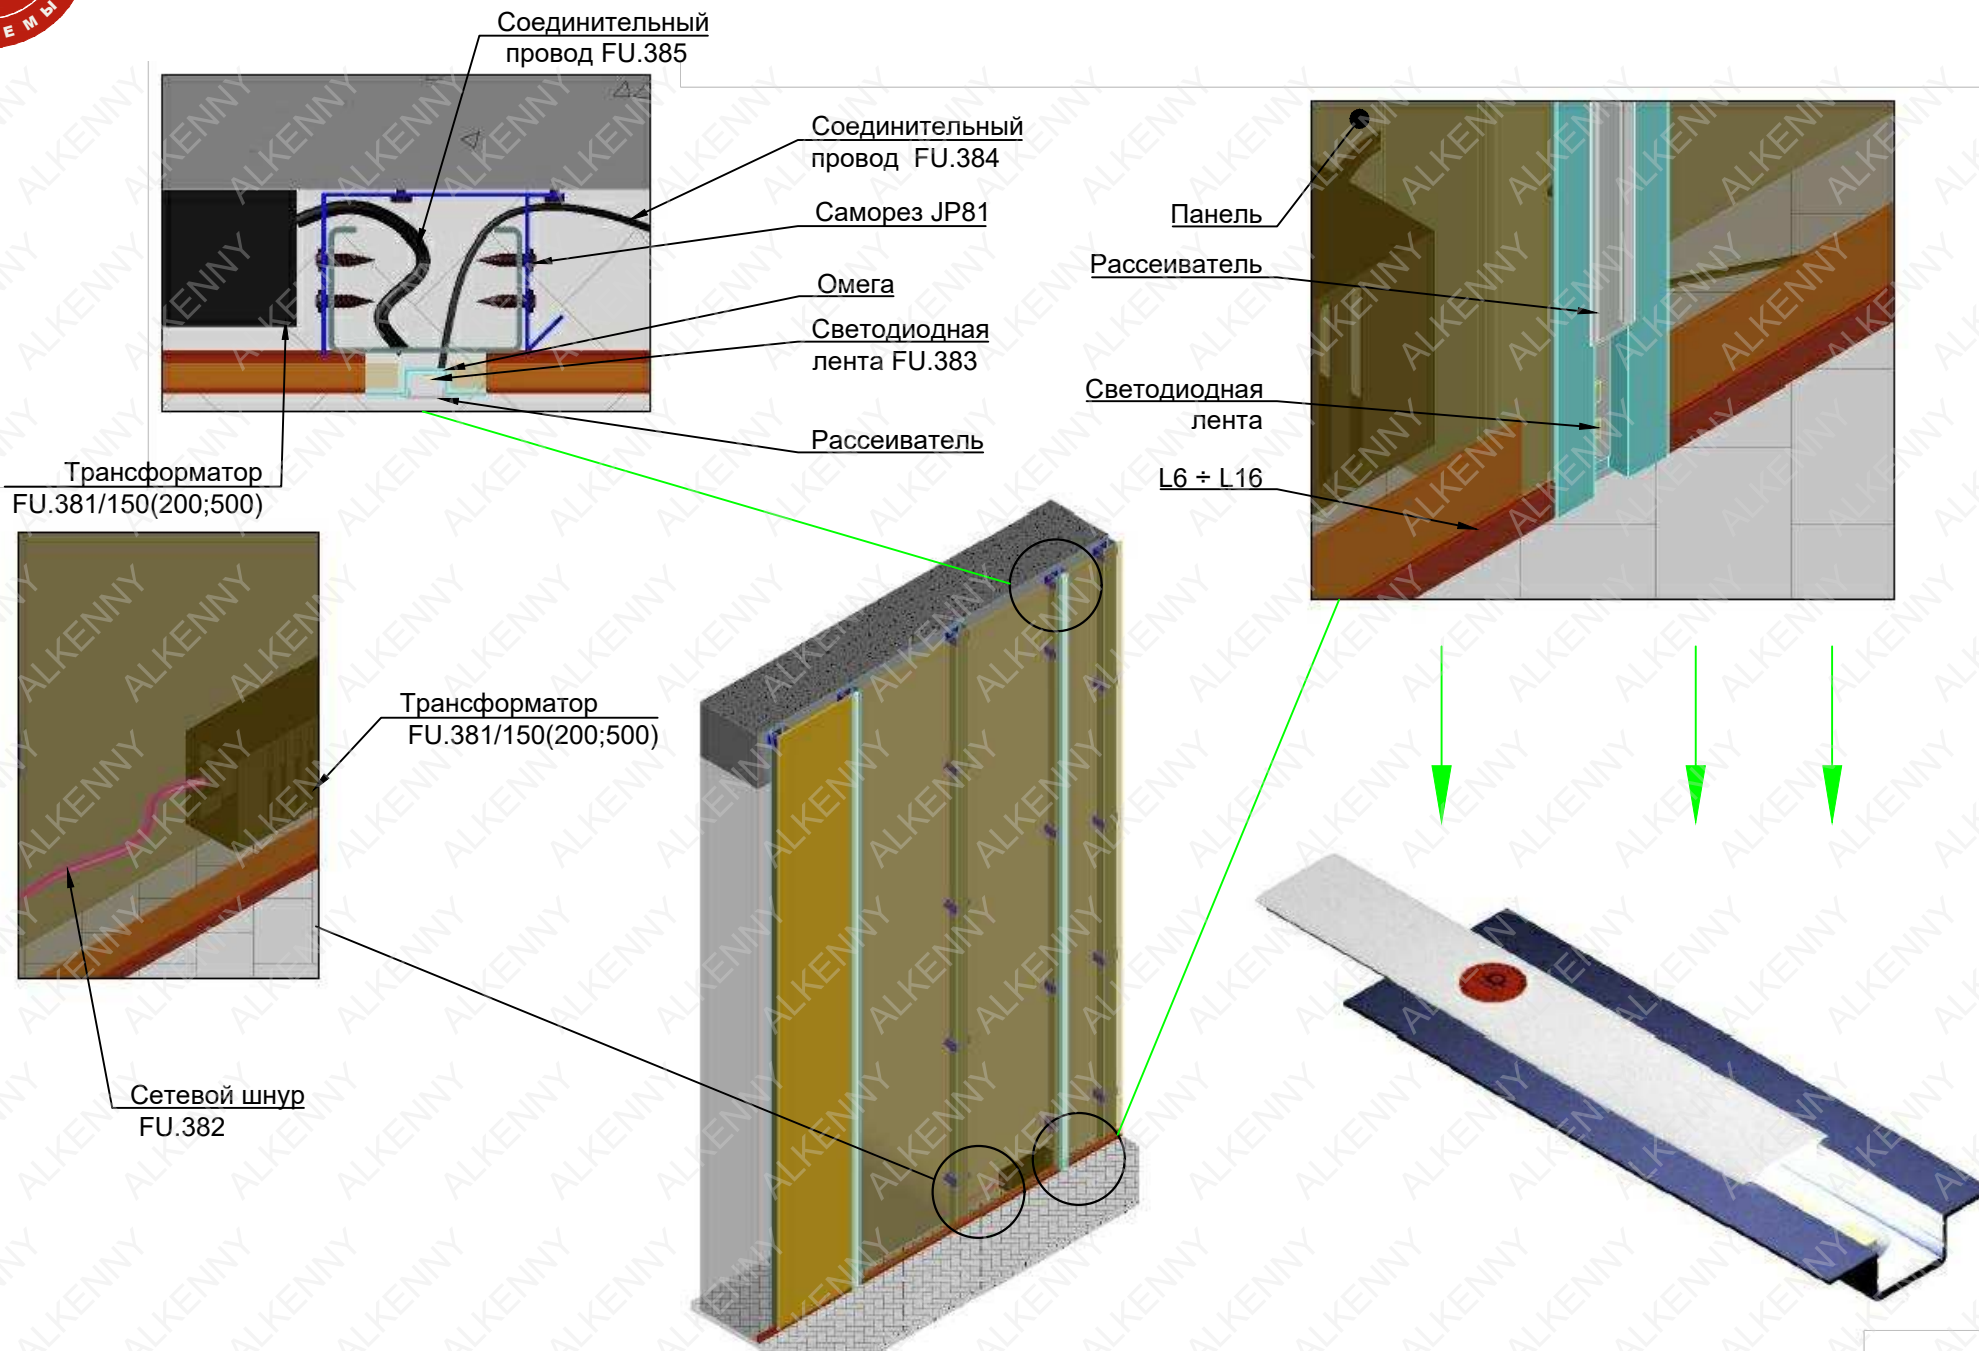 ЕМЫ
Соединительный
провод FU.385
Соединительный
провод FU.384
Саморез JP81
Омега
Светодиодная
лента FU.383
Рассеиватель
Трансформатор
FU.381/150(200;500)
Панель
Рассеиватель
Светодиодная
лента
L6 ÷ L16
Трансформатор
FU.381/150(200;500)
Сетевой шнур
FU.382
ALKENNY